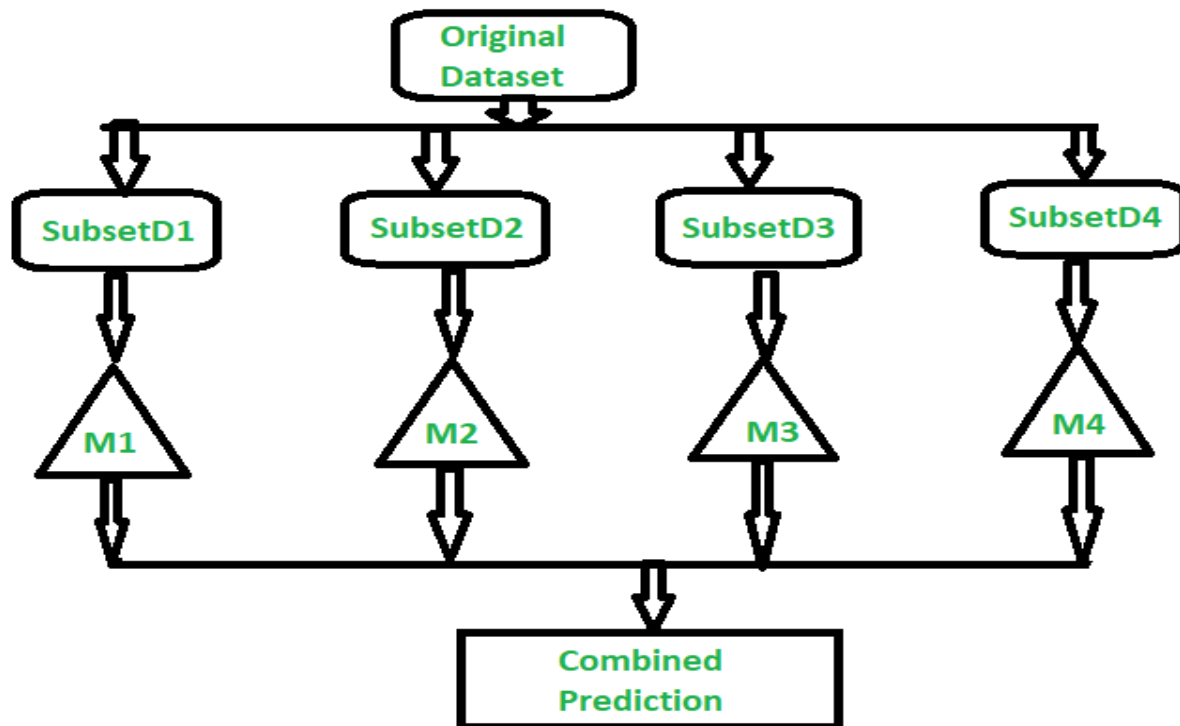 Original
Dataset
SubsetD1
SubsetD2
SubsetD3
SubsetD4
M1
M2
M3
M4
Combined
Prediction